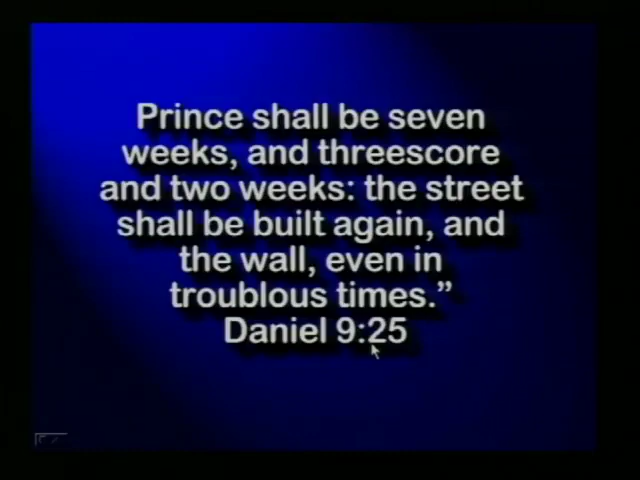 Prince shall be seven
weeks, and threescore
and two weeks: the street
shall be built again, and
the wall, even in
troublous times.”
Daniel 9:25